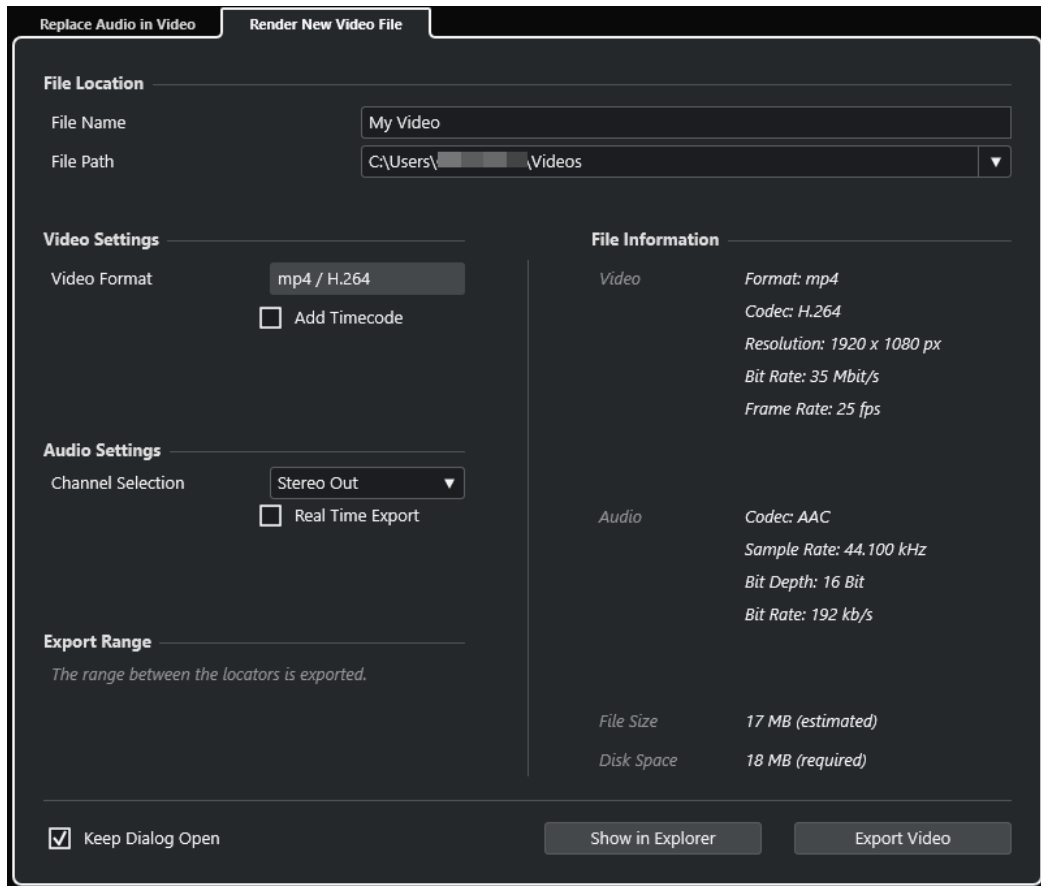 Replace Audio in Video
Render New Video File
File Location
File Name
My Video
File Path
C:\Users\ \Videos
Video Settings
Video Format
mp4 / H.264
Add Timecode
Audio Settings
Channel Selection
Stereo Out
Real Time Export
Export Range
The range between the locators is exported.
File Information
Video
Format: mp4
Codec: H.264
Resolution: 1920 x 1080 px
Bit Rate: 35 Mbit/s
Frame Rate: 25 fps
Audio
Codec: AAC
Sample Rate: 44.100 kHz
Bit Depth: 16 Bit
Bit Rate: 192 kb/s
File Size
17 MB (estimated)
Disk Space
18 MB (required)
Keep Dialog Open
Show in Explorer
Export Video